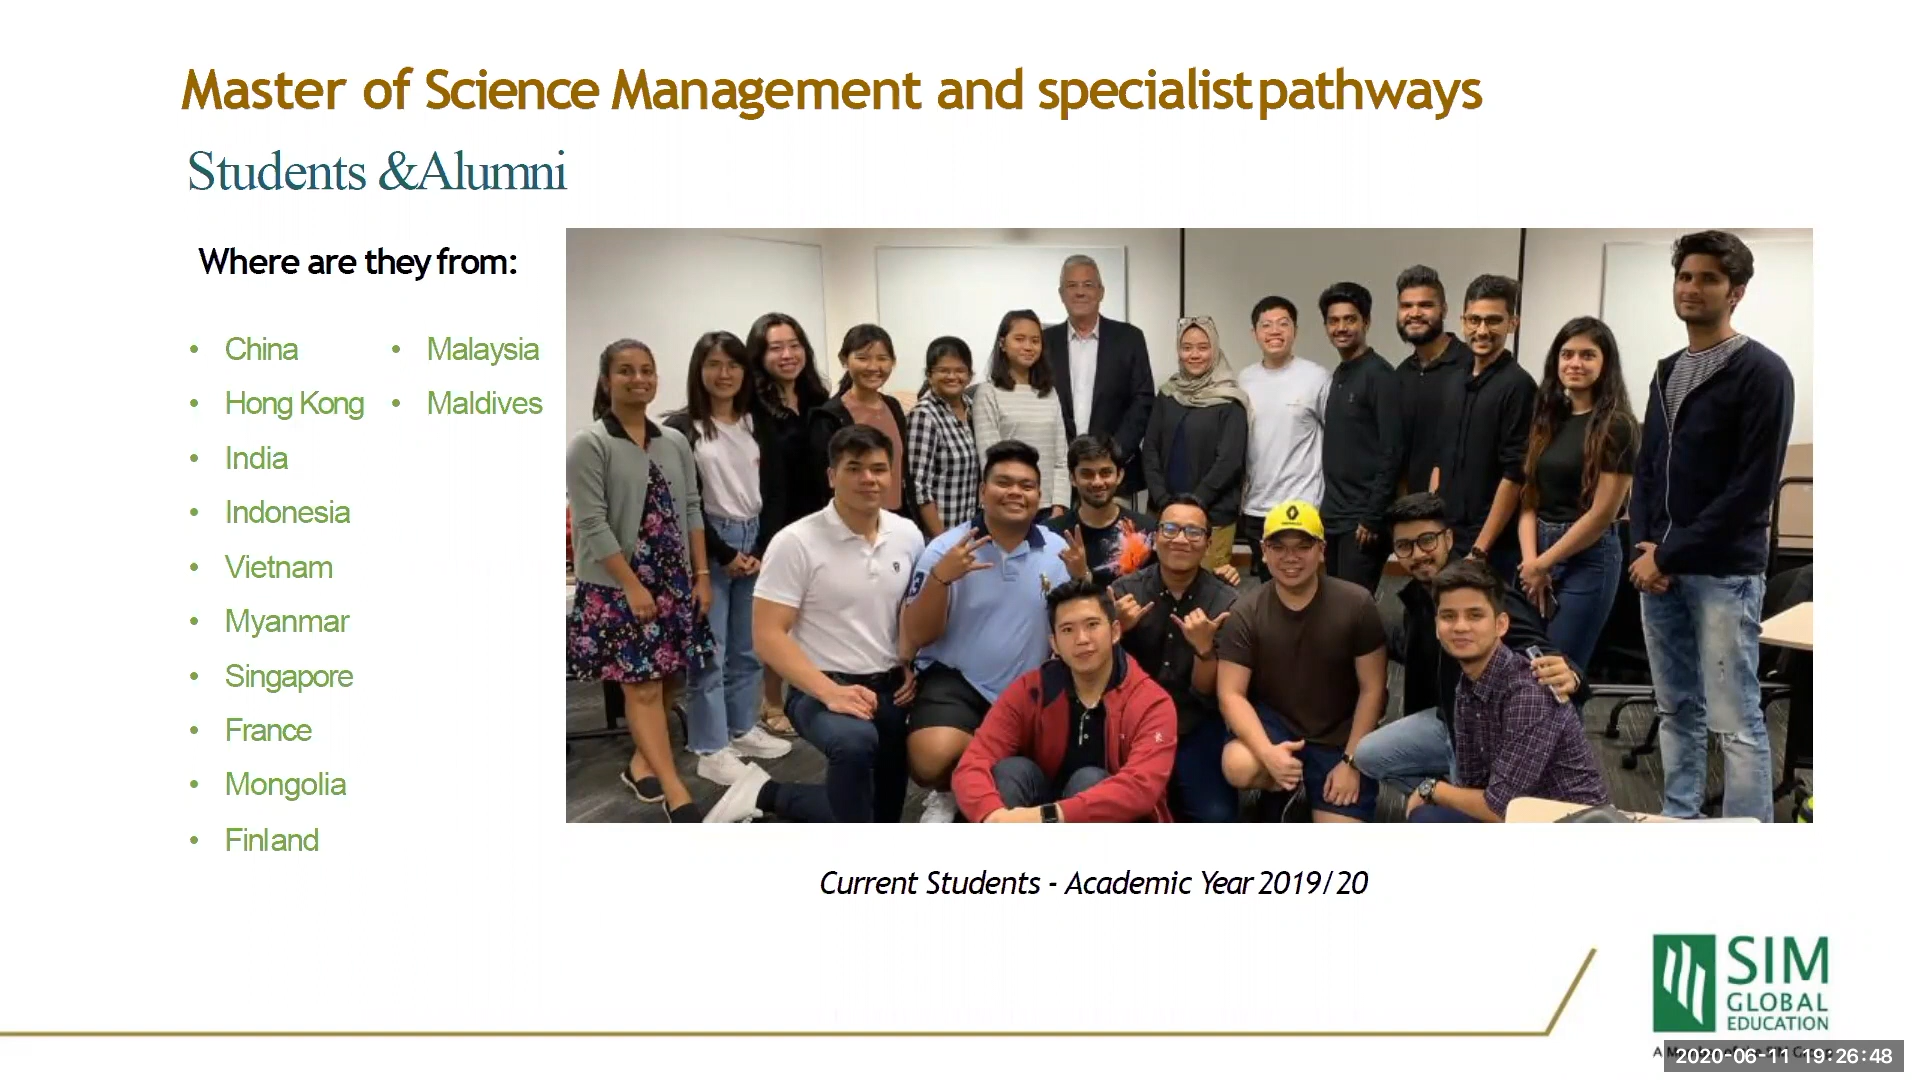 Master of Science Management and specialist pathways
Students &Alumni
Where are they from:
• China
• Hong Kong
• India
• Indonesia
• Vietnam
• Myanmar
• Singapore
• France
• Mongolia
• Finland
• Malaysia
• Maldives
Current Students - Academic Year 2019/20
SIM
GLOBAL
EDUCATION
2020-06-11 19:26:48